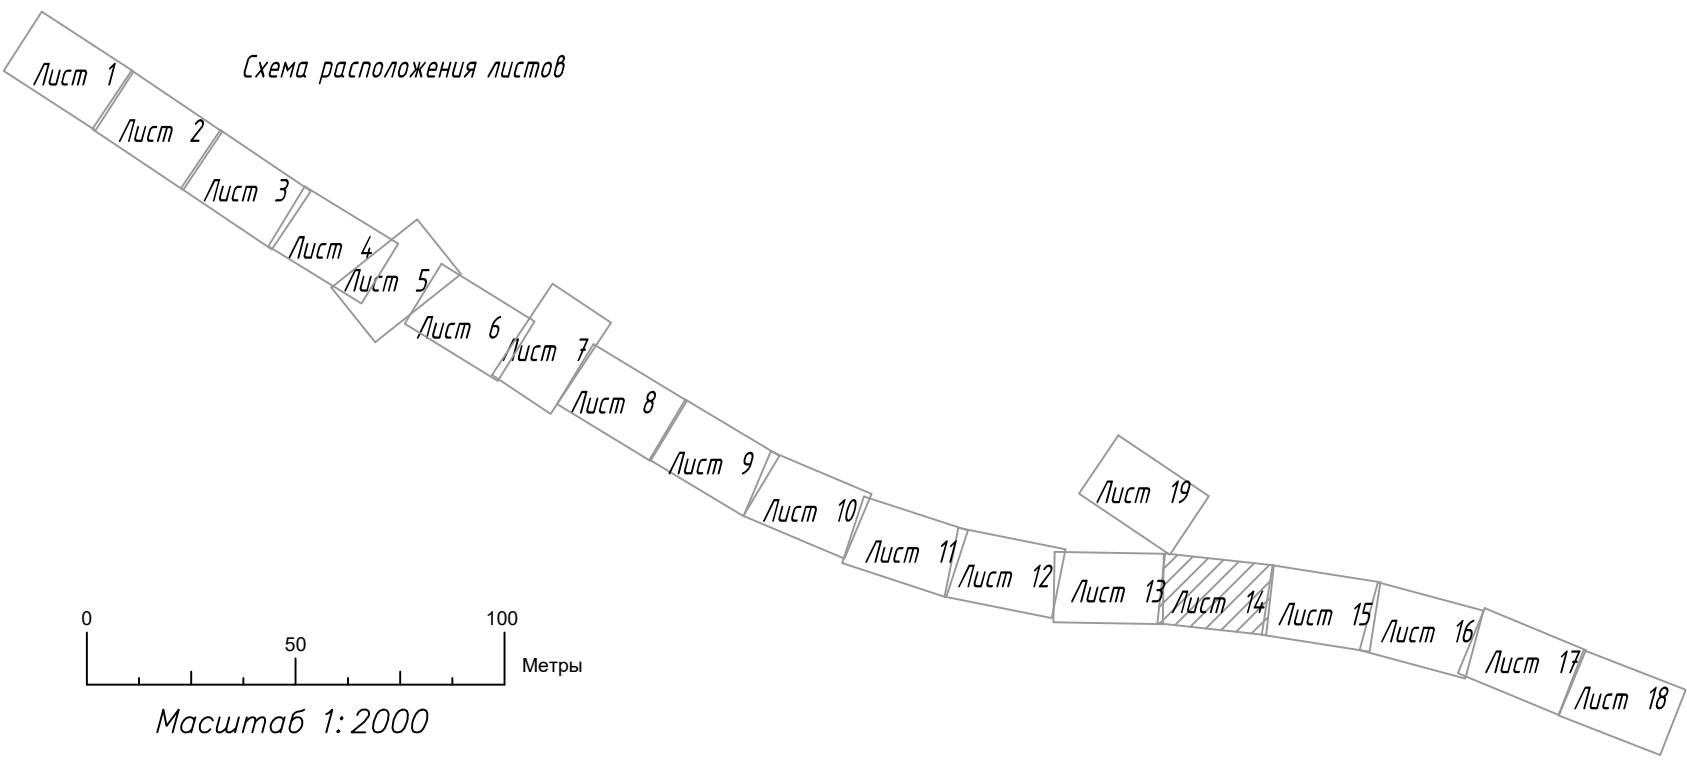 Схема расположения листов
Лист 1
Лист 2
Лист 3
Лист 4
Лист 5
Лист 6
Лист 7
Лист 8
Лист 9
Лист 10
Лист 11
Лист 12
Лист 13
Лист 14
Лист 15
Лист 16
Лист 17
Лист 18
Лист 19
0 50 100
Метры
Масштаб 1:2000